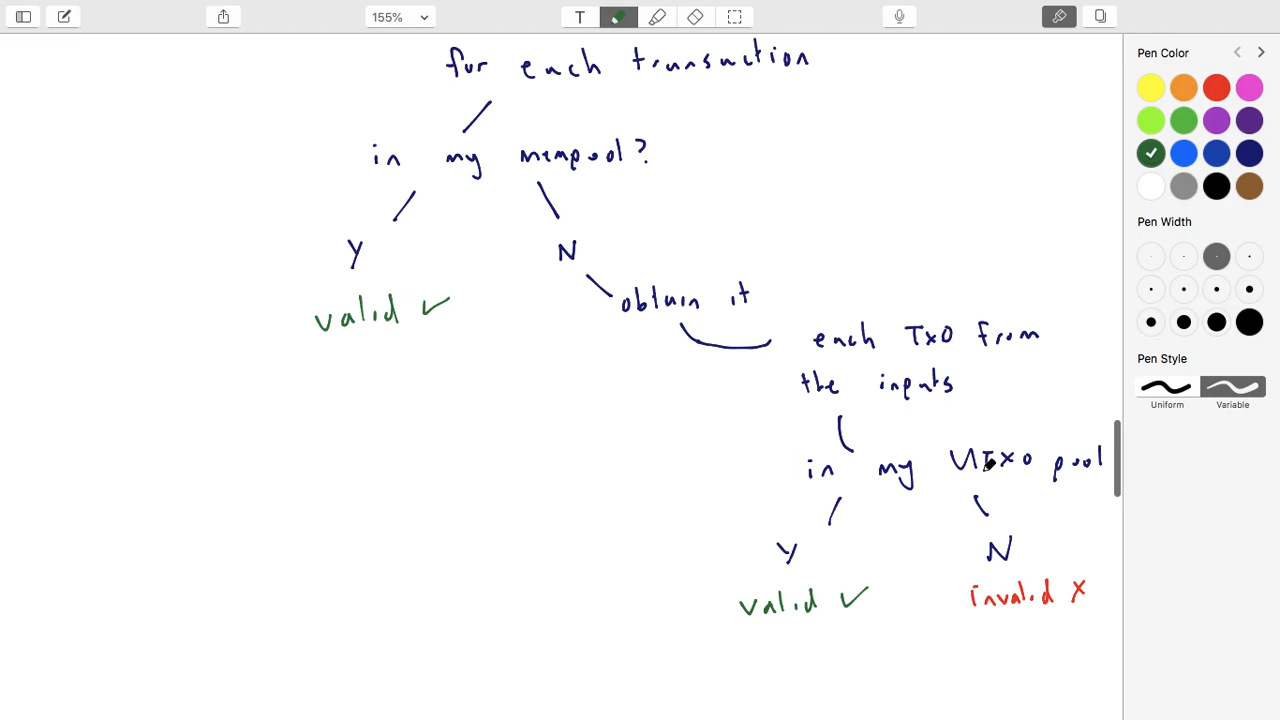 155%
T
for each transaction
in my mempool?
Y
N
valid ✓
obtain it
each TxO from
the inputs
in my UTXO pool
Y
N
valid ✓
invalid X
Pen Color
Pen Width
Pen Style
Uniform
Variable